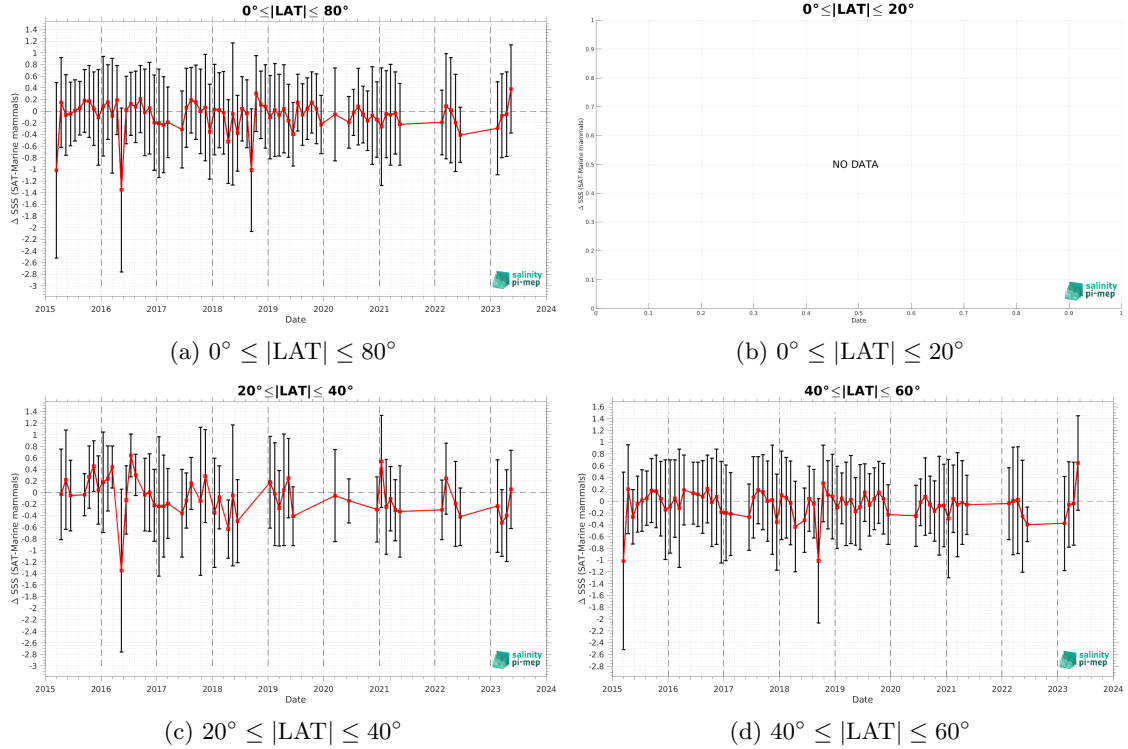 0°≤|LAT|≤ 80°
Δ SSS (SAT-Marine mammals)
1.4
1.2
1
0.8
0.6
0.4
0.2
0
-0.2
-0.4
-0.6
-0.8
-1
-1.2
-1.4
-1.6
-1.8
-2
-2.2
-2.4
-2.6
-2.8
-3
2015 2016 2017 2018 2019 2020 2021 2022 2023 2024
Date
salinity
pi-mep
(a) 0° ≤ |LAT| ≤ 80°
0°≤|LAT|≤ 20°
Δ SSS (SAT-Marine mammals)
1
0.9
0.8
0.7
0.6
0.5
0.4
0.3
0.2
0.1
0
NO DATA
0 0.1 0.2 0.3 0.4 0.5 0.6 0.7 0.8 0.9 1
Date
salinity
pi-mep
(b) 0° ≤ |LAT| ≤ 20°
20°≤|LAT|≤ 40°
Δ SSS (SAT-Marine mammals)
1.4
1.2
1
0.8
0.6
0.4
0.2
0
-0.2
-0.4
-0.6
-0.8
-1
-1.2
-1.4
-1.6
-1.8
-2
-2.2
-2.4
-2.6
-2.8
-3
2015 2016 2017 2018 2019 2020 2021 2022 2023 2024
Date
salinity
pi-mep
(c) 20° ≤ |LAT| ≤ 40°
40°≤|LAT|≤ 60°
Δ SSS (SAT-Marine mammals)
1.6
1.4
1.2
1
0.8
0.6
0.4
0.2
0
-0.2
-0.4
-0.6
-0.8
-1
-1.2
-1.4
-1.6
-1.8
-2
-2.2
-2.4
-2.6
-2.8
2015 2016 2017 2018 2019 2020 2021 2022 2023 2024
Date
salinity
pi-mep
(d) 40° ≤ |LAT| ≤ 60°